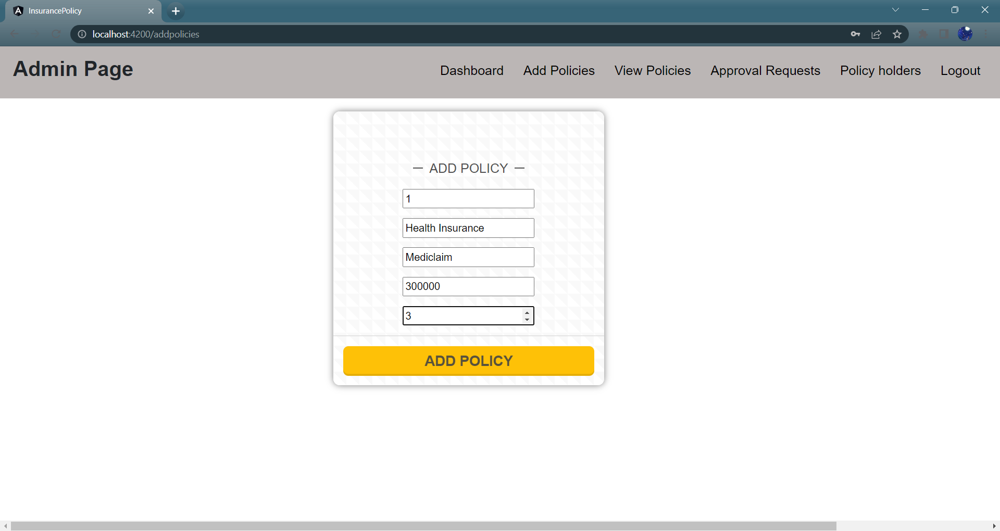 InsurancePolicy
localhost:4200/addpolicies
Admin Page
Dashboard Add Policies View Policies Approval Requests Policy holders Logout
— ADD POLICY —
1
Health Insurance
Mediclaim
300000
3
ADD POLICY